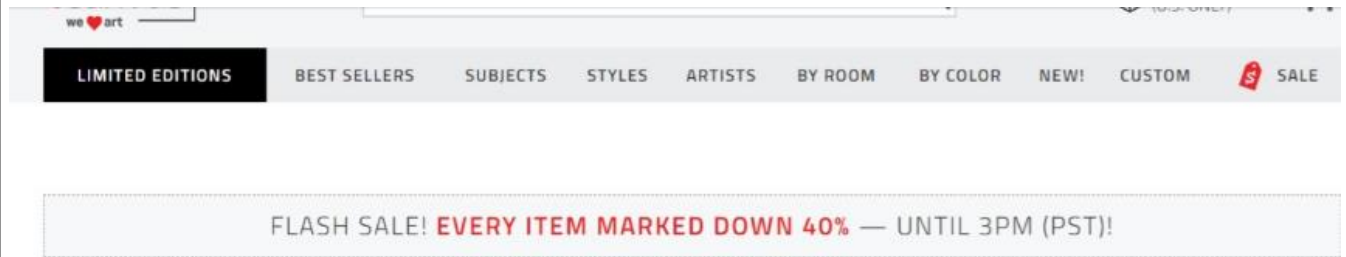 we art
(U.S. ONLY)
LIMITED EDITIONS BEST SELLERS SUBJECTS STYLES ARTISTS BY ROOM BY COLOR NEW! CUSTOM S SALE
FLASH SALE! EVERY ITEM MARKED DOWN 40% — UNTIL 3PM (PST)!